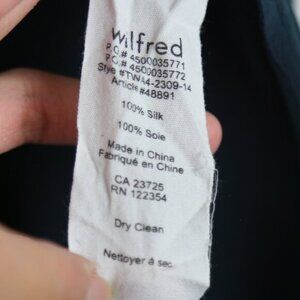 wilfred
P.O.# 4500035771
P.O.# 4500035772
Style #TWA4-2309-14
Article#48891
100% Silk
100% Soie
Made in China
Fabriqué en Chine
CA 23725
RN 122354
Dry Clean
Nettoyer à sec